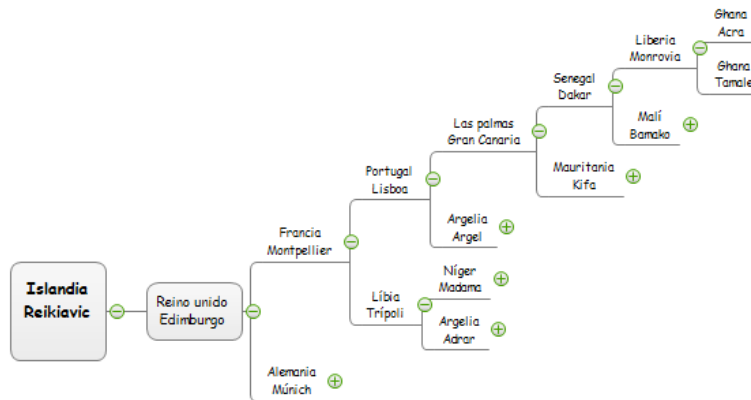 Ghana
Acra
Liberia
Monrovia
Ghana
Tamale
Senegal
Dakar
Malí
Bamako
Las palmas
Gran Canaria
Mauritania
Kifa
Portugal
Lisboa
Argelia
Argel
Francia
Montpellier
Níger
Madama
Líbia
Trípoli
Argelia
Adrar
Islandia
Reikiavic
Reino unido
Edimburgo
Alemania
Múnich